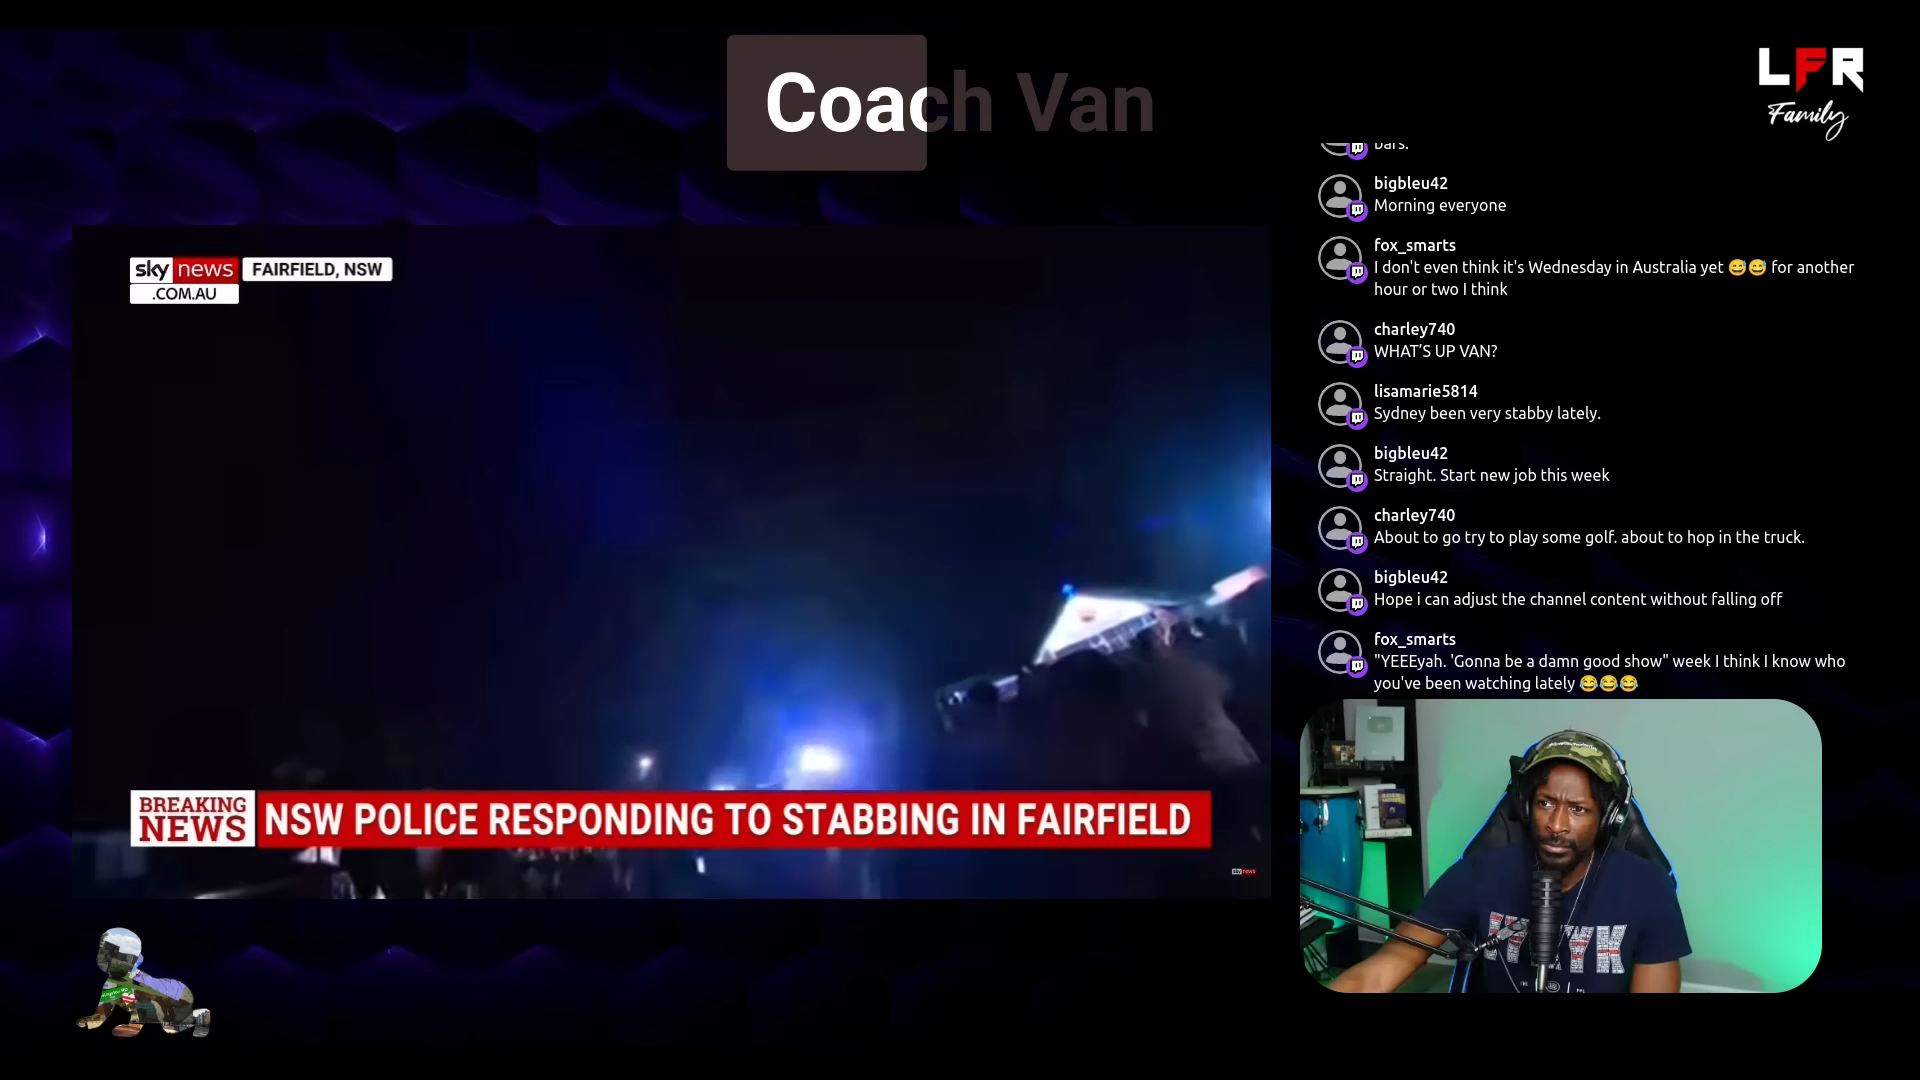 Coach Van
LFR
Family
bars.
bigbleu42
Morning everyone
fox_smarts
I don't even think it's Wednesday in Australia yet 😅😅 for another
hour or two I think
charley740
WHAT'S UP VAN?
lisamarie5814
Sydney been very stabby lately.
bigbleu42
Straight. Start new job this week
charley740
About to go try to play some golf. about to hop in the truck.
bigbleu42
Hope i can adjust the channel content without falling off
fox_smarts
"YEEEyah. 'Gonna be a damn good show" week I think I know who
you've been watching lately 😂😂😂
sky news
.COM.AU
FAIRFIELD, NSW
BREAKING
NEWS
NSW POLICE RESPONDING TO STABBING IN FAIRFIELD
sky news